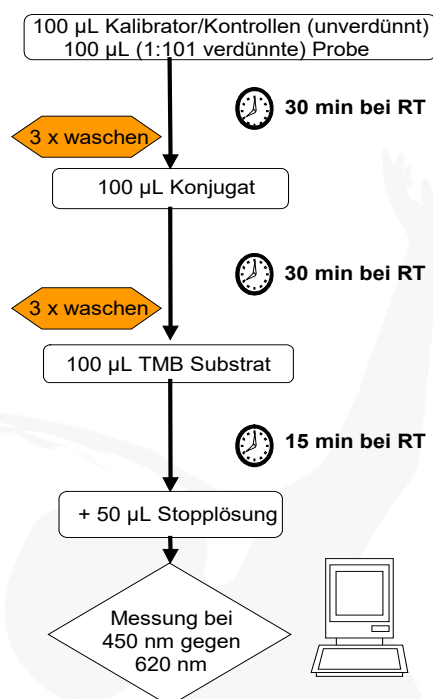 100 µL Kalibrator/Kontrollen (unverdünnt)
100 µL (1:101 verdünnte) Probe
30 min bei RT
3 x waschen
100 µL Konjugat
30 min bei RT
3 x waschen
100 µL TMB Substrat
15 min bei RT
+ 50 µL Stopplösung
Messung bei
450 nm gegen
620 nm